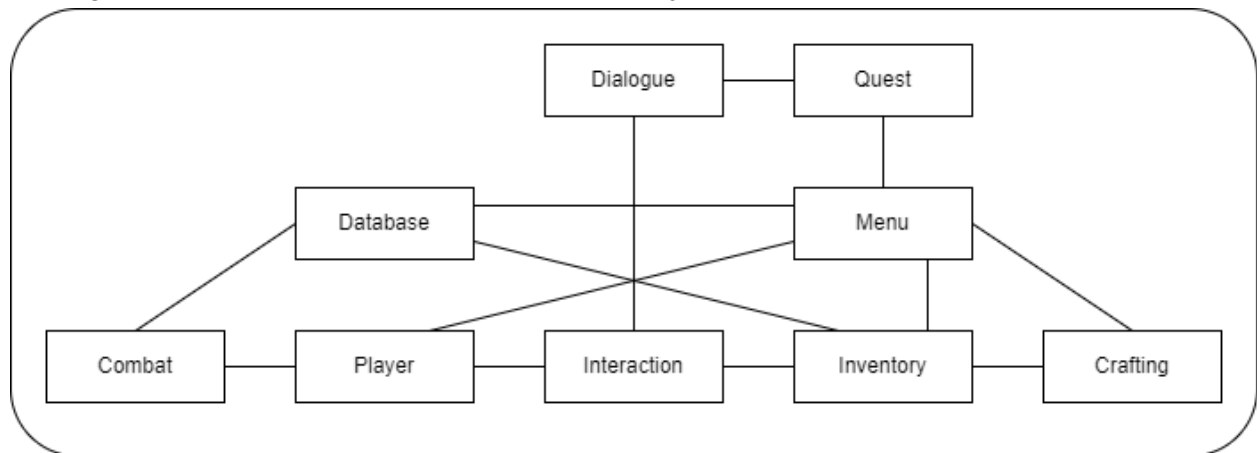 Dialogue
Quest
Database
Menu
Combat
Player
Interaction
Inventory
Crafting